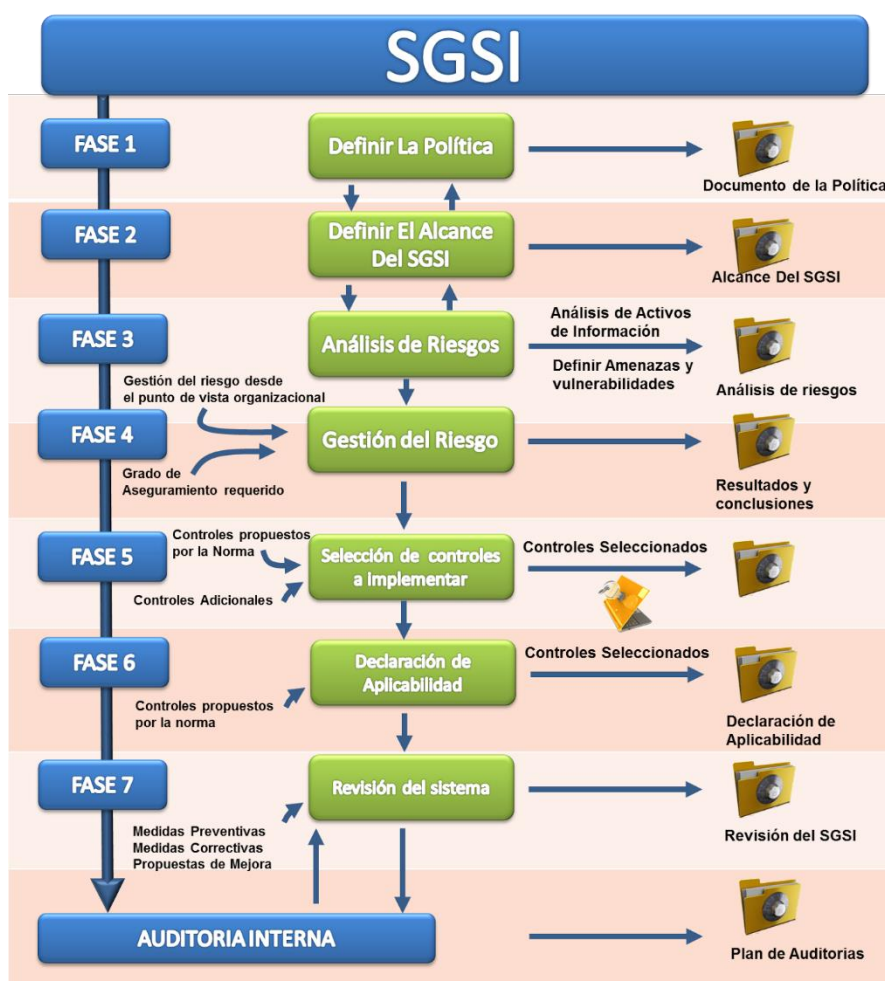 SGSI
FASE 1
Definir La Política
Documento de la Política
FASE 2
Definir El Alcance
Del SGSI
Alcance Del SGSI
FASE 3
Análisis de Riesgos
Análisis de Activos
de Información
Definir Amenazas y
vulnerabilidades
Análisis de riesgos
Gestión del riesgo desde
el punto de vista organizacional
FASE 4
Gestión del Riesgo
Grado de
Aseguramiento requerido
Resultados y
conclusiones
FASE 5
Controles propuestos
por la Norma
Controles Adicionales
Selección de controles
a implementar
Controles Seleccionados
FASE 6
Controles propuestos
por la norma
Declaración de
Aplicabilidad
Controles Seleccionados
Declaración de
Aplicabilidad
FASE 7
Revisión del sistema
Medidas Preventivas
Medidas Correctivas
Propuestas de Mejora
Revisión del SGSI
AUDITORIA INTERNA
Plan de Auditorias